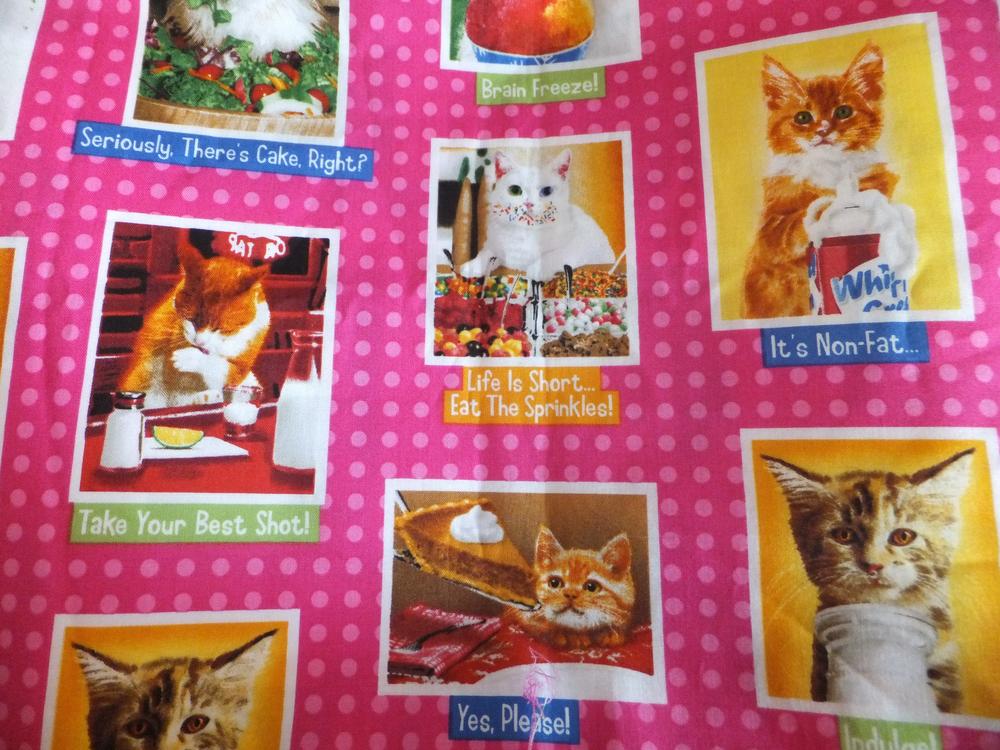 Brain Freeze!
Seriously, There's Cake, Right?
Whi
It's Non-Fat...
Life Is Short...
Eat The Sprinkles!
Take Your Best Shot!
Yes, Please!
Indulge!